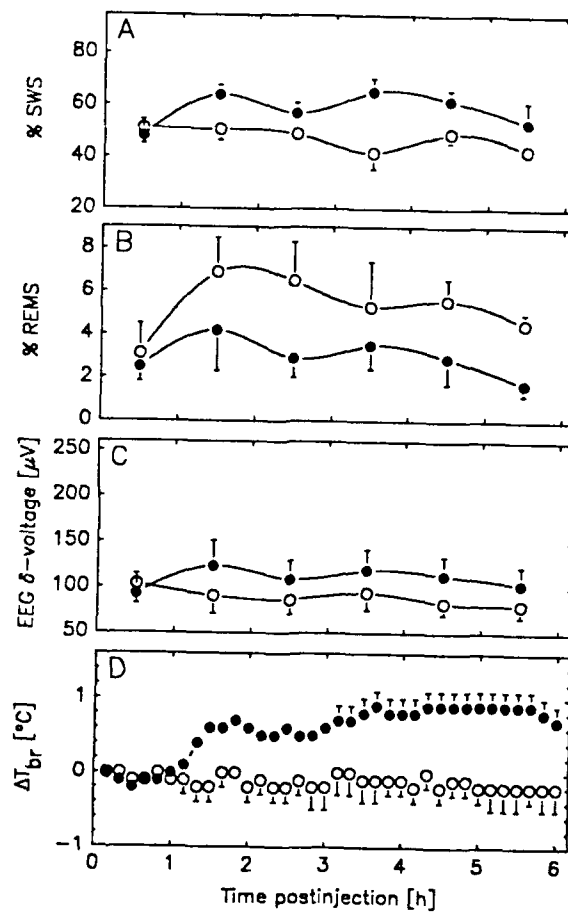 A
80
60
40
20
% SWS
B
8
6
4
2
0
% REMS
C
250
200
150
100
50
EEG δ-voltage [μV]
D
1
0
-1
ΔT_br [°C]
0 1 2 3 4 5 6
Time postinjection [h]